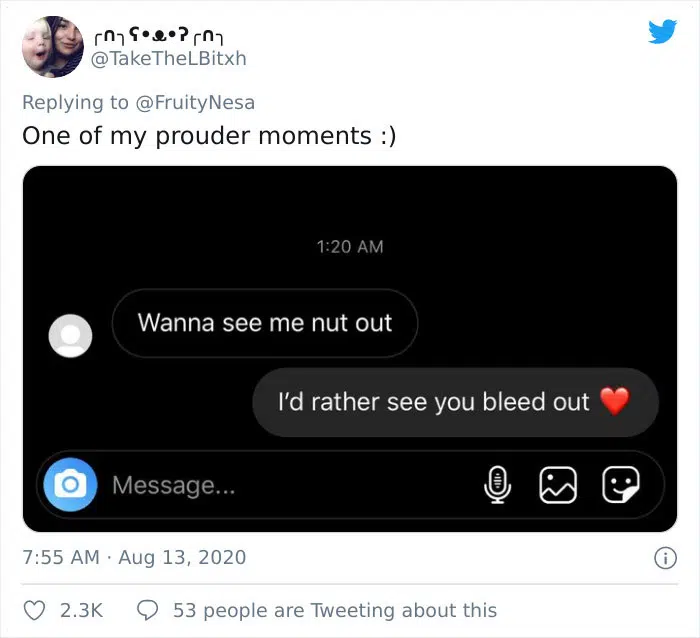 ╭∩╮ʕ•ᴥ•ʔ╭∩╮
@TakeTheLBitxh
Replying to @FruityNesa
One of my prouder moments :)
1:20 AM
Wanna see me nut out
I'd rather see you bleed out ❤️
Message...
7:55 AM · Aug 13, 2020
2.3K 53 people are Tweeting about this